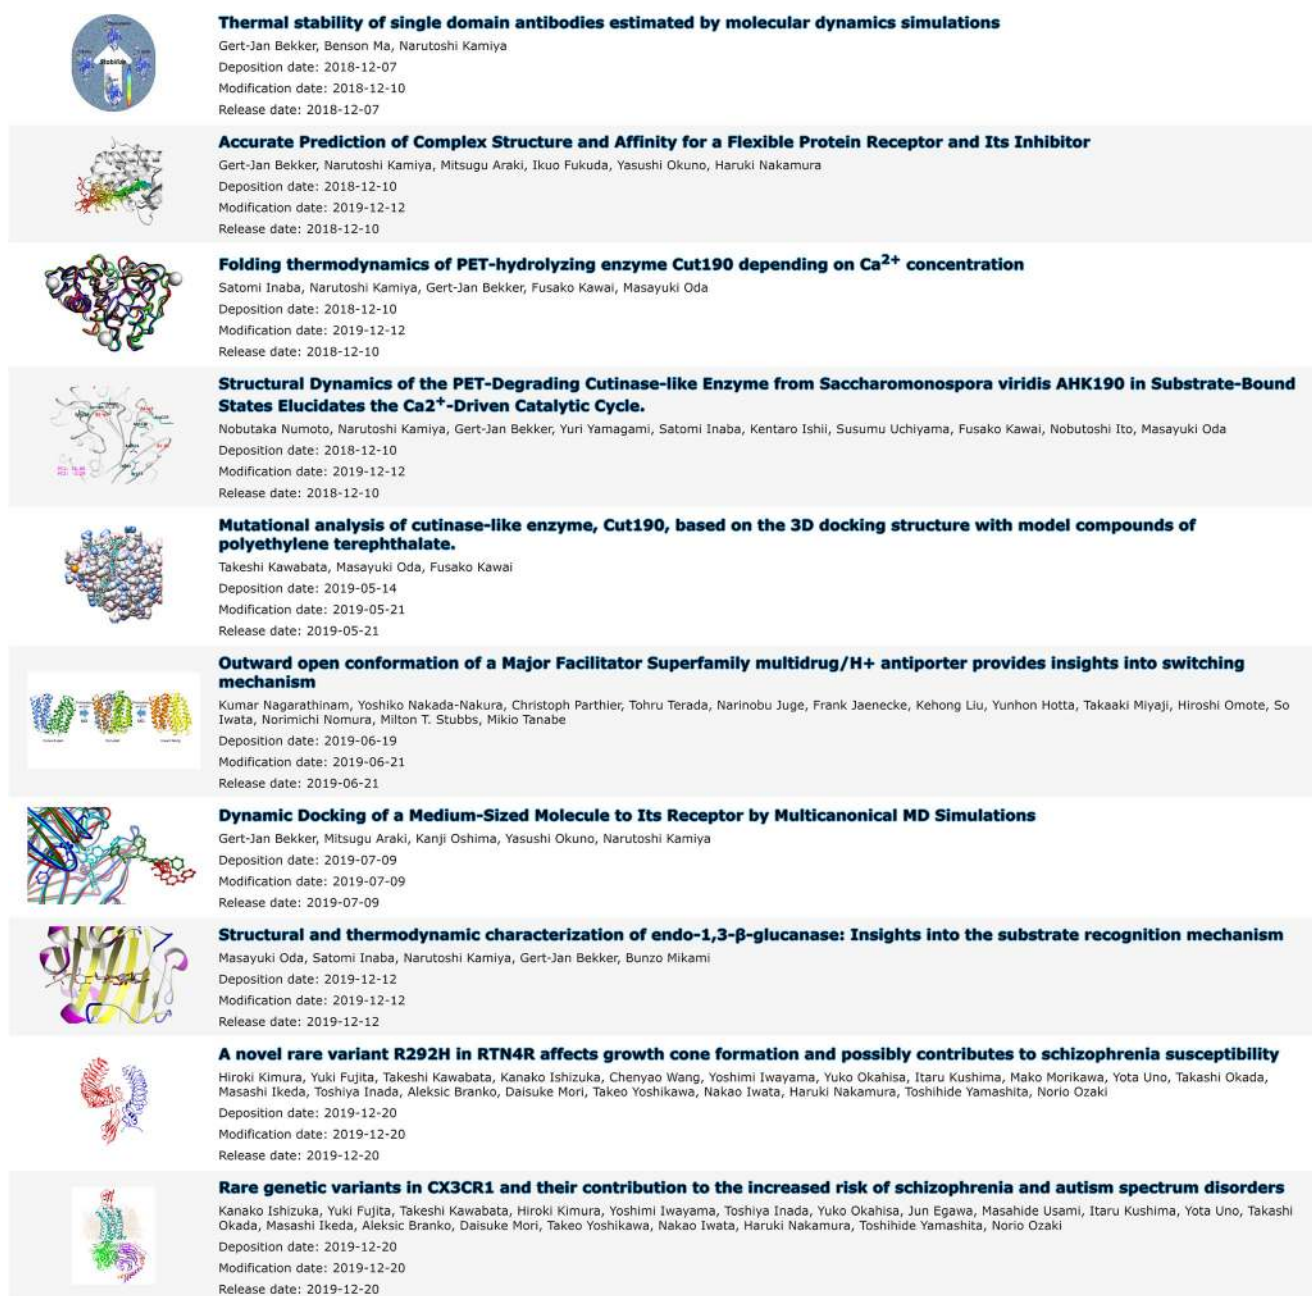 Thermal stability of single domain antibodies estimated by molecular dynamics simulations
Gert-Jan Bekker, Benson Ma, Narutoshi Kamiya
Deposition date: 2018-12-07
Modification date: 2018-12-10
Release date: 2018-12-07
Accurate Prediction of Complex Structure and Affinity for a Flexible Protein Receptor and Its Inhibitor
Gert-Jan Bekker, Narutoshi Kamiya, Mitsugu Araki, Ikuo Fukuda, Yasushi Okuno, Haruki Nakamura
Deposition date: 2018-12-10
Modification date: 2019-12-12
Release date: 2018-12-10
Folding thermodynamics of PET-hydrolyzing enzyme Cut190 depending on Ca²⁺ concentration
Satomi Inaba, Narutoshi Kamiya, Gert-Jan Bekker, Fusako Kawai, Masayuki Oda
Deposition date: 2018-12-10
Modification date: 2019-12-12
Release date: 2018-12-10
Structural Dynamics of the PET-Degrading Cutinase-like Enzyme from Saccharomonospora viridis AHK190 in Substrate-Bound
States Elucidates the Ca2⁺-Driven Catalytic Cycle.
Nobutaka Numoto, Narutoshi Kamiya, Gert-Jan Bekker, Yuri Yamagami, Satomi Inaba, Kentaro Ishii, Susumu Uchiyama, Fusako Kawai, Nobutoshi Ito, Masayuki Oda
Deposition date: 2018-12-10
Modification date: 2019-12-12
Release date: 2018-12-10
Mutational analysis of cutinase-like enzyme, Cut190, based on the 3D docking structure with model compounds of
polyethylene terephthalate.
Takeshi Kawabata, Masayuki Oda, Fusako Kawai
Deposition date: 2019-05-14
Modification date: 2019-05-21
Release date: 2019-05-21
Outward open conformation of a Major Facilitator Superfamily multidrug/H+ antiporter provides insights into switching
mechanism
Kumar Nagarathinam, Yoshiko Nakada-Nakura, Christoph Parthier, Tohru Terada, Narinobu Juge, Frank Jaenecke, Kehong Liu, Yunhon Hotta, Takaaki Miyaji, Hiroshi Omote, So
Iwata, Norimichi Nomura, Milton T. Stubbs, Mikio Tanabe
Deposition date: 2019-06-19
Modification date: 2019-06-21
Release date: 2019-06-21
Dynamic Docking of a Medium-Sized Molecule to Its Receptor by Multicanonical MD Simulations
Gert-Jan Bekker, Mitsugu Araki, Kanji Oshima, Yasushi Okuno, Narutoshi Kamiya
Deposition date: 2019-07-09
Modification date: 2019-07-09
Release date: 2019-07-09
Structural and thermodynamic characterization of endo-1,3-β-glucanase: Insights into the substrate recognition mechanism
Masayuki Oda, Satomi Inaba, Narutoshi Kamiya, Gert-Jan Bekker, Bunzo Mikami
Deposition date: 2019-12-12
Modification date: 2019-12-12
Release date: 2019-12-12
A novel rare variant R292H in RTN4R affects growth cone formation and possibly contributes to schizophrenia susceptibility
Hiroki Kimura, Yuki Fujita, Takeshi Kawabata, Kanako Ishizuka, Chenyao Wang, Yoshimi Iwayama, Yuko Okahisa, Itaru Kushima, Mako Morikawa, Yota Uno, Takashi Okada,
Masashi Ikeda, Toshiya Inada, Aleksic Branko, Daisuke Mori, Takeo Yoshikawa, Nakao Iwata, Haruki Nakamura, Toshihide Yamashita, Norio Ozaki
Deposition date: 2019-12-20
Modification date: 2019-12-20
Release date: 2019-12-20
Rare genetic variants in CX3CR1 and their contribution to the increased risk of schizophrenia and autism spectrum disorders
Kanako Ishizuka, Yuki Fujita, Takeshi Kawabata, Hiroki Kimura, Yoshimi Iwayama, Toshiya Inada, Yuko Okahisa, Jun Egawa, Masahide Usami, Itaru Kushima, Yota Uno, Takashi
Okada, Masashi Ikeda, Aleksic Branko, Daisuke Mori, Takeo Yoshikawa, Nakao Iwata, Haruki Nakamura, Toshihide Yamashita, Norio Ozaki
Deposition date: 2019-12-20
Modification date: 2019-12-20
Release date: 2019-12-20